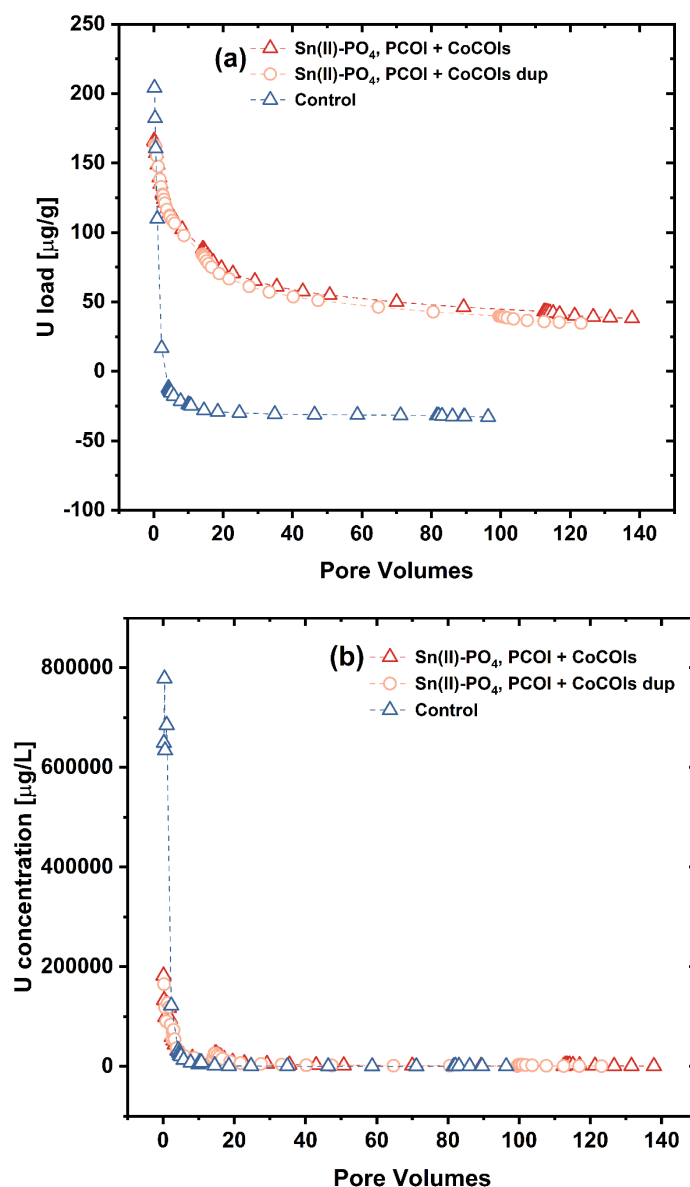 (a)
Sn(II)-PO₄, PCOI + CoCOIs
Sn(II)-PO₄, PCOI + CoCOIs dup
Control
250
200
150
100
50
0
-50
-100
U load [µg/g]
0 20 40 60 80 100 120 140
Pore Volumes
(b)
Sn(II)-PO₄, PCOI + CoCOIs
Sn(II)-PO₄, PCOI + CoCOIs dup
Control
800000
600000
400000
200000
0
U concentration [µg/L]
0 20 40 60 80 100 120 140
Pore Volumes